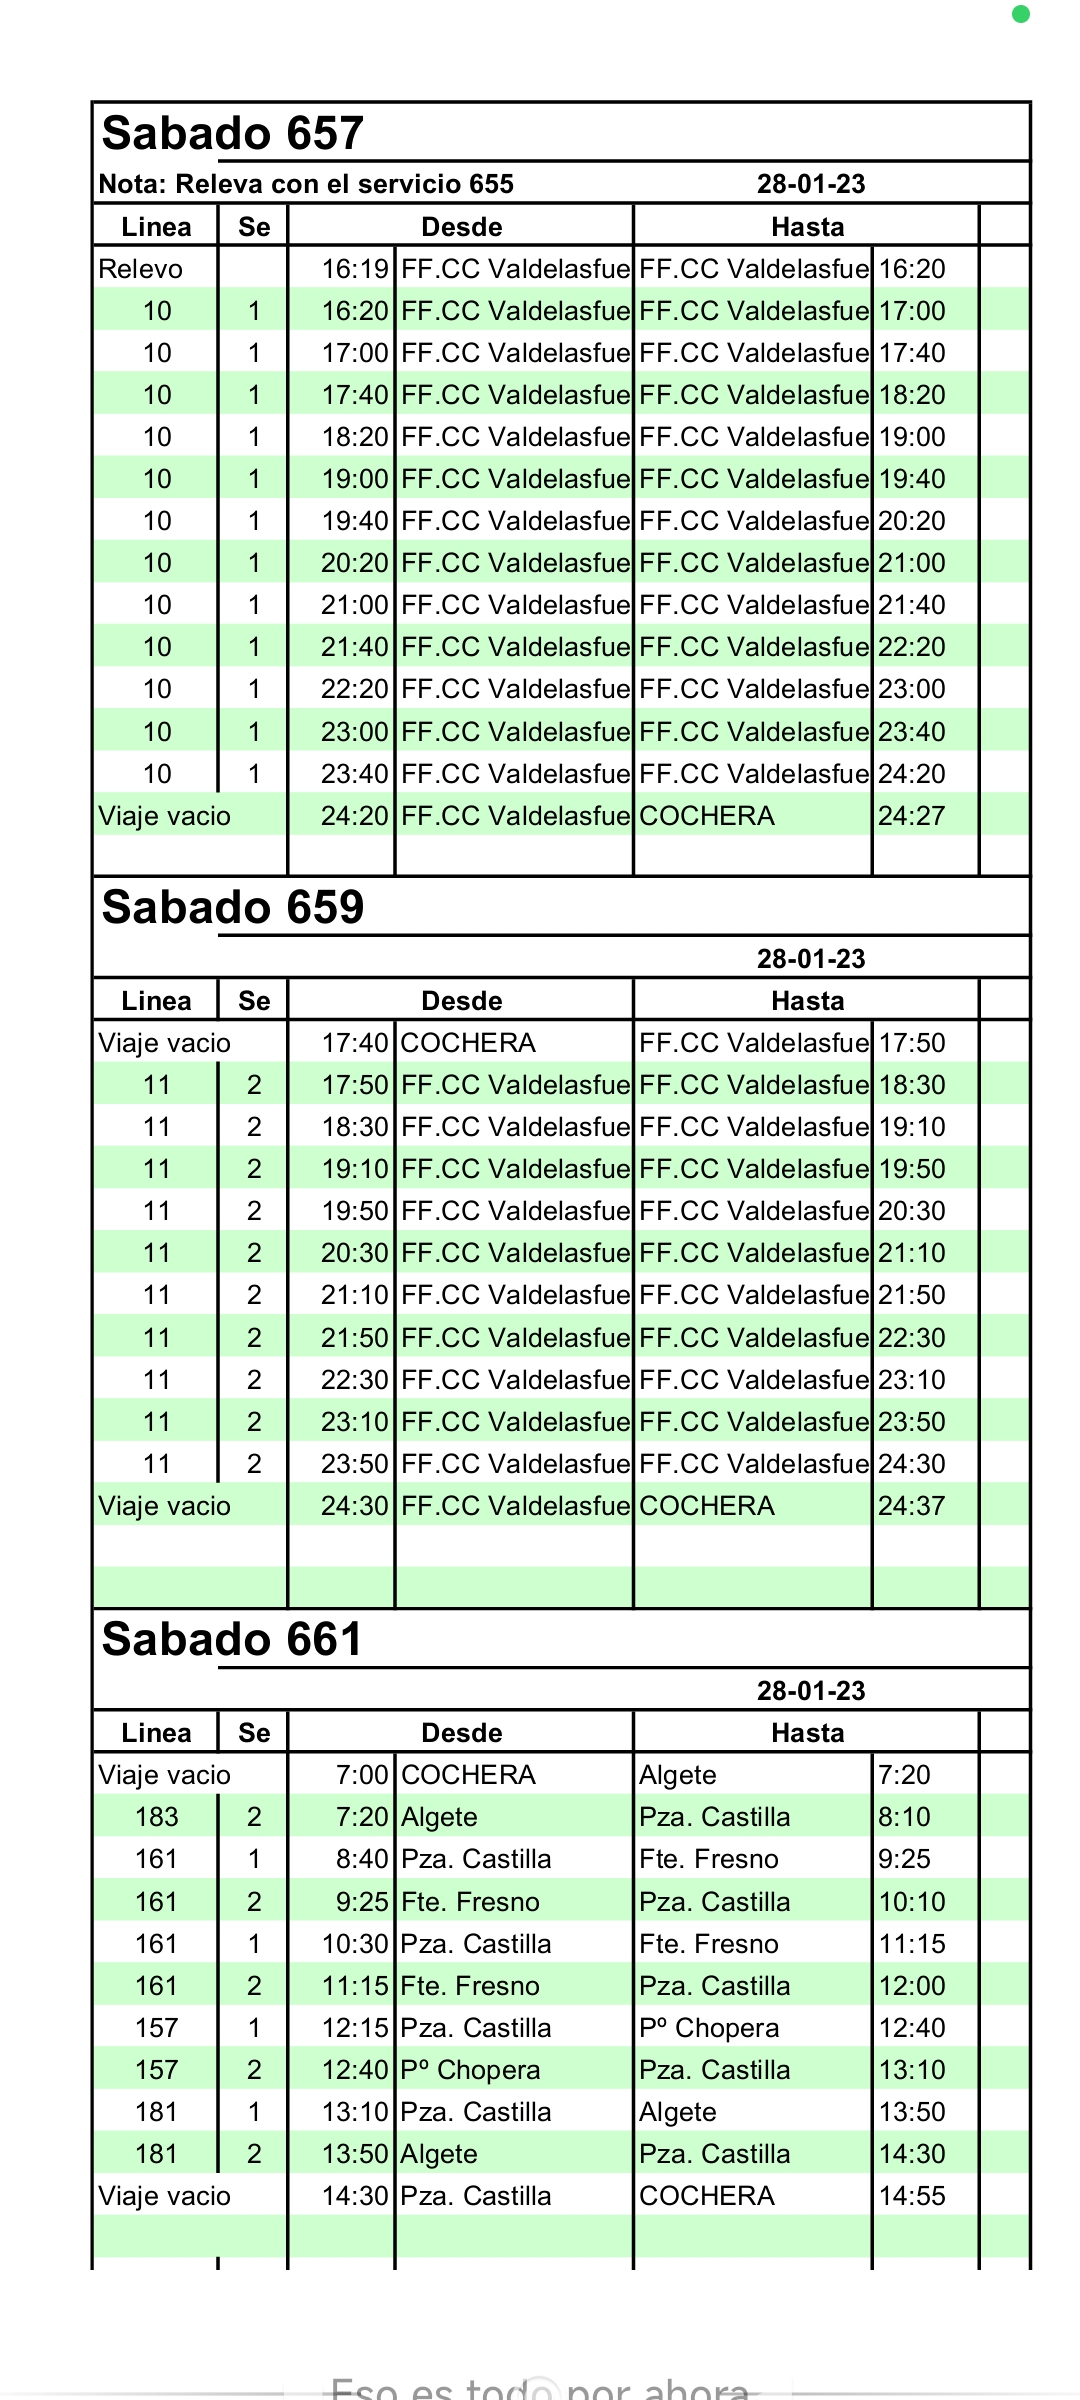 Sabado 657
Nota: Releva con el servicio 655 28-01-23
Linea Se Desde Hasta
Relevo 16:19 FF.CC Valdelasfue FF.CC Valdelasfue 16:20
10 1 16:20 FF.CC Valdelasfue FF.CC Valdelasfue 17:00
10 1 17:00 FF.CC Valdelasfue FF.CC Valdelasfue 17:40
10 1 17:40 FF.CC Valdelasfue FF.CC Valdelasfue 18:20
10 1 18:20 FF.CC Valdelasfue FF.CC Valdelasfue 19:00
10 1 19:00 FF.CC Valdelasfue FF.CC Valdelasfue 19:40
10 1 19:40 FF.CC Valdelasfue FF.CC Valdelasfue 20:20
10 1 20:20 FF.CC Valdelasfue FF.CC Valdelasfue 21:00
10 1 21:00 FF.CC Valdelasfue FF.CC Valdelasfue 21:40
10 1 21:40 FF.CC Valdelasfue FF.CC Valdelasfue 22:20
10 1 22:20 FF.CC Valdelasfue FF.CC Valdelasfue 23:00
10 1 23:00 FF.CC Valdelasfue FF.CC Valdelasfue 23:40
10 1 23:40 FF.CC Valdelasfue FF.CC Valdelasfue 24:20
Viaje vacio 24:20 FF.CC Valdelasfue COCHERA 24:27
Sabado 659
28-01-23
Linea Se Desde Hasta
Viaje vacio 17:40 COCHERA FF.CC Valdelasfue 17:50
11 2 17:50 FF.CC Valdelasfue FF.CC Valdelasfue 18:30
11 2 18:30 FF.CC Valdelasfue FF.CC Valdelasfue 19:10
11 2 19:10 FF.CC Valdelasfue FF.CC Valdelasfue 19:50
11 2 19:50 FF.CC Valdelasfue FF.CC Valdelasfue 20:30
11 2 20:30 FF.CC Valdelasfue FF.CC Valdelasfue 21:10
11 2 21:10 FF.CC Valdelasfue FF.CC Valdelasfue 21:50
11 2 21:50 FF.CC Valdelasfue FF.CC Valdelasfue 22:30
11 2 22:30 FF.CC Valdelasfue FF.CC Valdelasfue 23:10
11 2 23:10 FF.CC Valdelasfue FF.CC Valdelasfue 23:50
11 2 23:50 FF.CC Valdelasfue FF.CC Valdelasfue 24:30
Viaje vacio 24:30 FF.CC Valdelasfue COCHERA 24:37
Sabado 661
28-01-23
Linea Se Desde Hasta
Viaje vacio 7:00 COCHERA Algete 7:20
183 2 7:20 Algete Pza. Castilla 8:10
161 1 8:40 Pza. Castilla Fte. Fresno 9:25
161 2 9:25 Fte. Fresno Pza. Castilla 10:10
161 1 10:30 Pza. Castilla Fte. Fresno 11:15
161 2 11:15 Fte. Fresno Pza. Castilla 12:00
157 1 12:15 Pza. Castilla Pº Chopera 12:40
157 2 12:40 Pº Chopera Pza. Castilla 13:10
181 1 13:10 Pza. Castilla Algete 13:50
181 2 13:50 Algete Pza. Castilla 14:30
Viaje vacio 14:30 Pza. Castilla COCHERA 14:55
Eso es todo por ahora